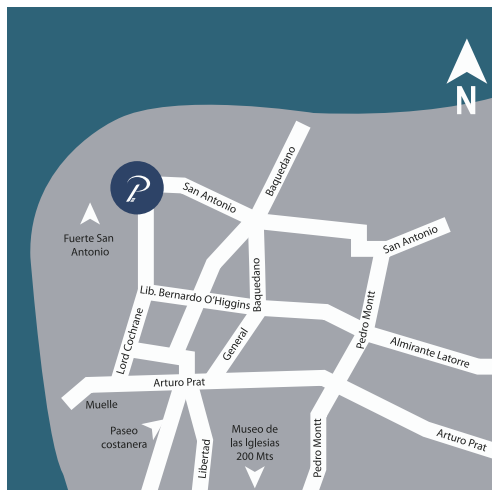 N
Baquedano
San Antonio
San Antonio
Fuerte San
Antonio
Baquedano
Lib. Bernardo O'Higgins
Pedro Montt
Lord Cochrane
General
Almirante Latorre
Arturo Prat
Muelle
Paseo
costanera
Museo de
las Iglesias
200 Mts
Arturo Prat
Libertad
Pedro Montt